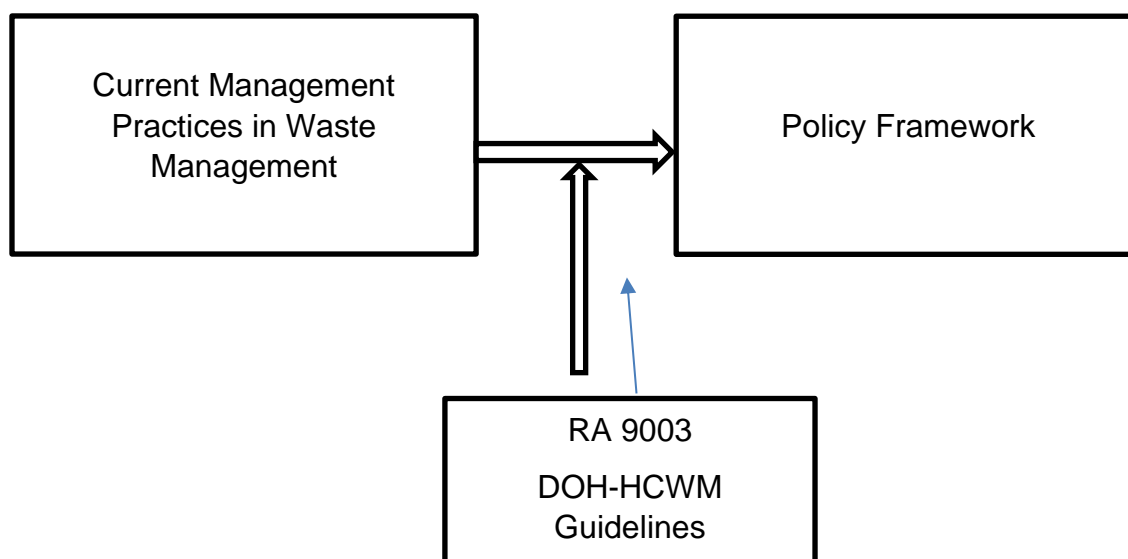 Current Management
Practices in Waste
Management
Policy Framework
RA 9003
DOH-HCWM
Guidelines